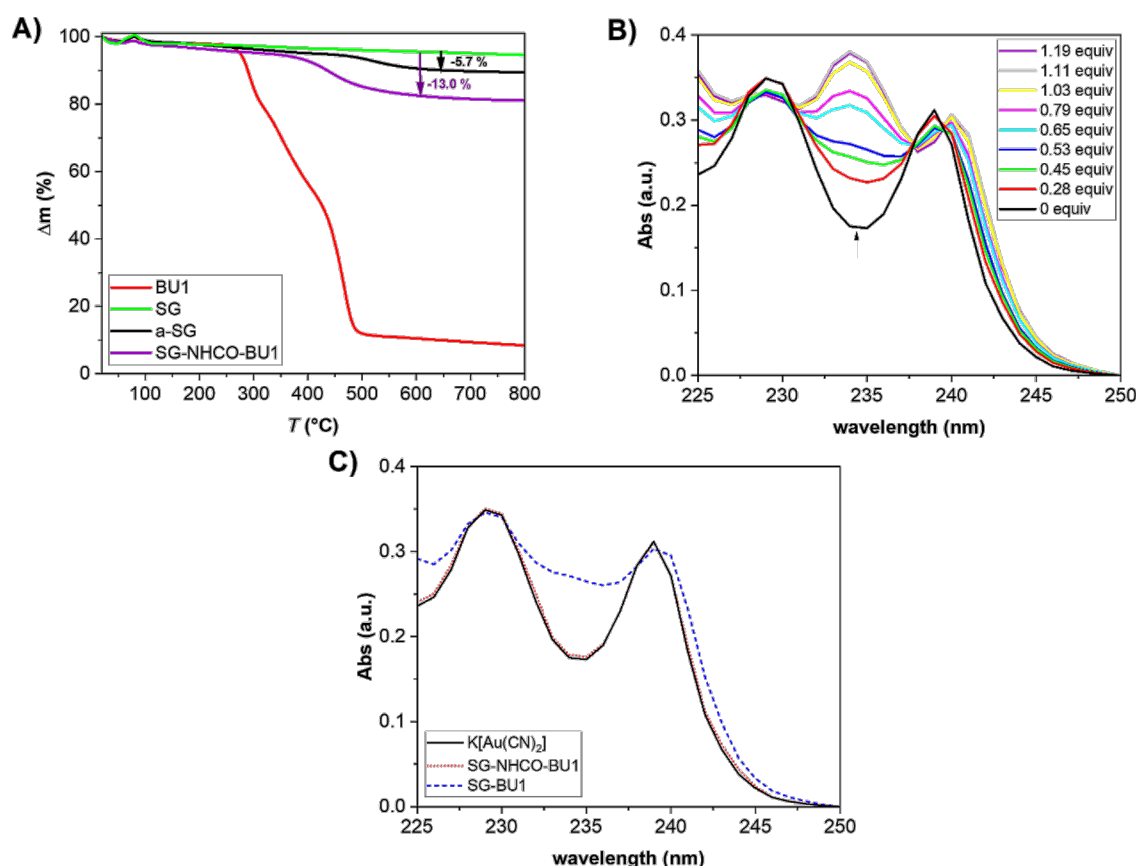 A)
100
80
60
40
20
0
Δm (%)
-5.7 %
-13.0 %
BU1
SG
a-SG
SG-NHCO-BU1
100 200 300 400 500 600 700 800
T (°C)
B)
0.4
0.3
0.2
0.1
0.0
Abs (a.u.)
1.19 equiv
1.11 equiv
1.03 equiv
0.79 equiv
0.65 equiv
0.53 equiv
0.45 equiv
0.28 equiv
0 equiv
225 230 235 240 245 250
wavelength (nm)
C)
0.4
0.3
0.2
0.1
0.0
Abs (a.u.)
K[Au(CN)₂]
SG-NHCO-BU1
SG-BU1
225 230 235 240 245 250
wavelength (nm)